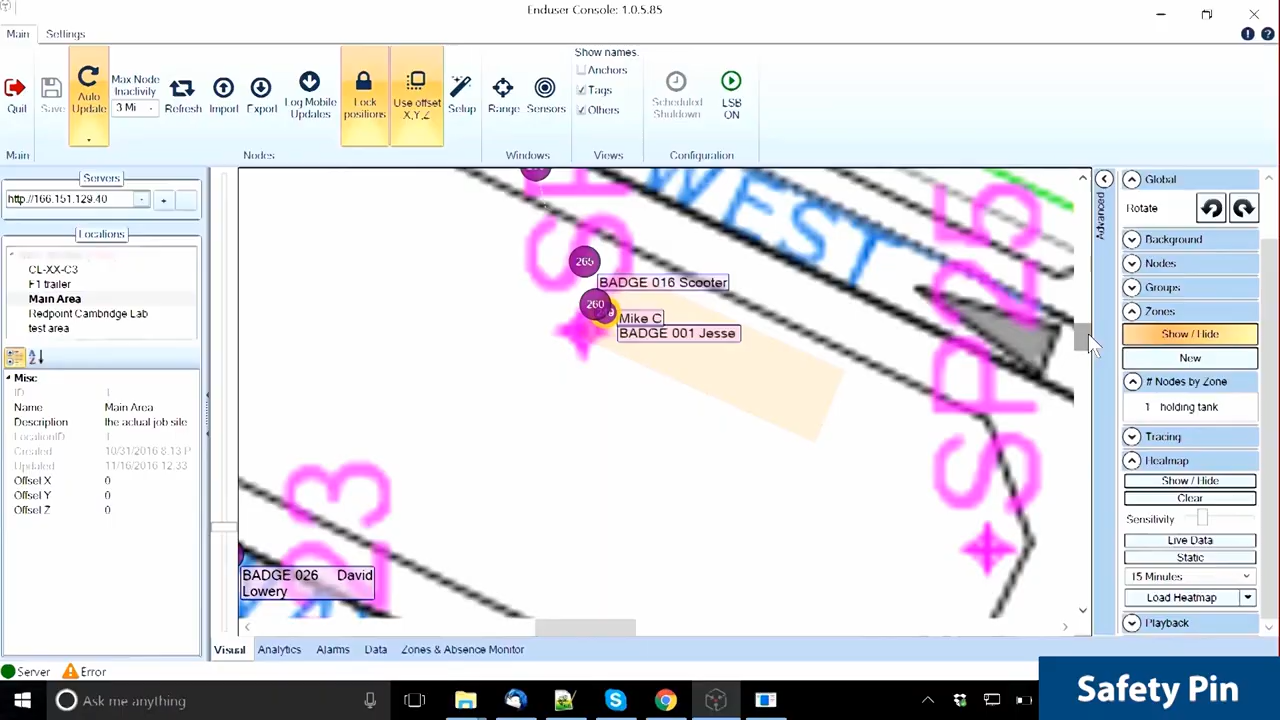 Enduser Console: 1.0.5.85
Main
Settings
Quit
Save
Auto Update
Max Node Inactivity
3 Mi
Refresh
Import
Export
Log Mobile Updates
Lock positions
Use offset X,Y,Z
Setup
Range
Sensors
Show names:
Anchors
Tags
Others
Scheduled Shutdown
LSB ON
Main
Nodes
Windows
Views
Configuration
Servers
http://166.151.129.40
Locations
CL-XX-C3
F1 trailer
Main Area
Redpoint Cambridge Lab
test area
Misc
ID 1
Name Main Area
Description the actual job site
LocationID 1
Created 10/31/2016 8:13 P
Updated 11/16/2016 12:33
Offset X 0
Offset Y 0
Offset Z 0
WEST
265
BADGE 016 Scooter
260
Mike C
BADGE 001 Jesse
BADGE 026 David
Lowery
Advanced
Global
Rotate
Background
Nodes
Groups
Zones
Show / Hide
New
# Nodes by Zone
1 holding tank
Tracing
Heatmap
Show / Hide
Clear
Sensitivity
Live Data
Static
15 Minutes
Load Heatmap
Playback
Visual
Analytics
Alarms
Data
Zones & Absence Monitor
Server
Error
Ask me anything
Safety Pin